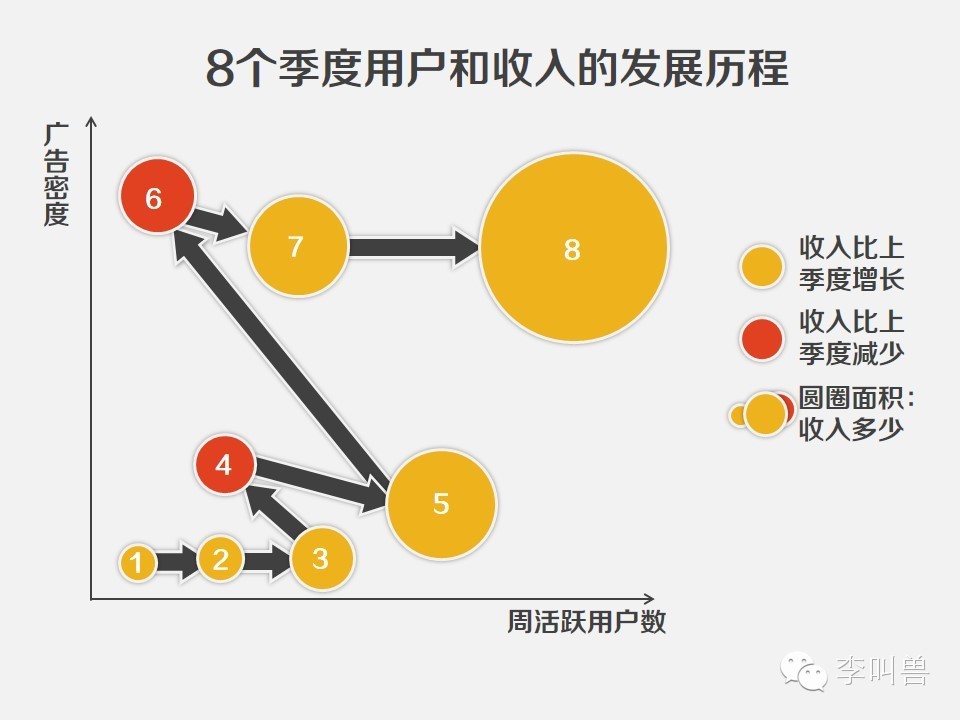 8个季度用户和收入的发展历程
广告密度
6
7
8
4
5
1
2
3
周活跃用户数
收入比上
季度增长
收入比上
季度减少
圆圈面积：
收入多少
李叫兽